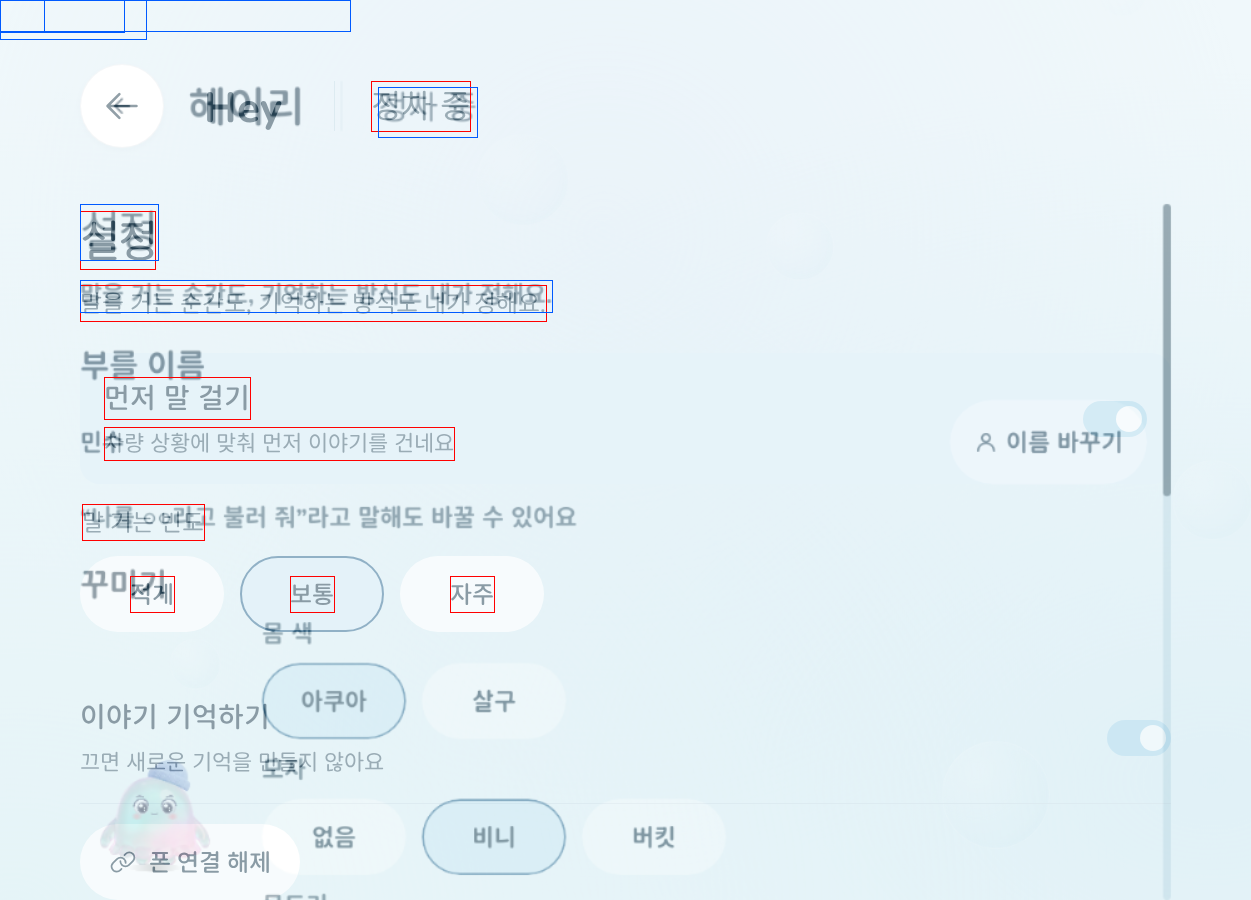 헤이리 Hey 정차 중
설정
말을 거는 순간도, 기억하는 방식도 내가 정해요.
부를 이름
먼저 말 걸기
민수
차량 상황에 맞춰 먼저 이야기를 건네요
이름 바꾸기
라고 불러 줘”라고 말해도 바꿀 수 있어요
말 거는 빈도
꾸미기
적게 보통 자주
몸 색
아쿠아 살구
이야기 기억하기
끄면 새로운 기억을 만들지 않아요
모자
없음 비니 버킷
폰 연결 해제